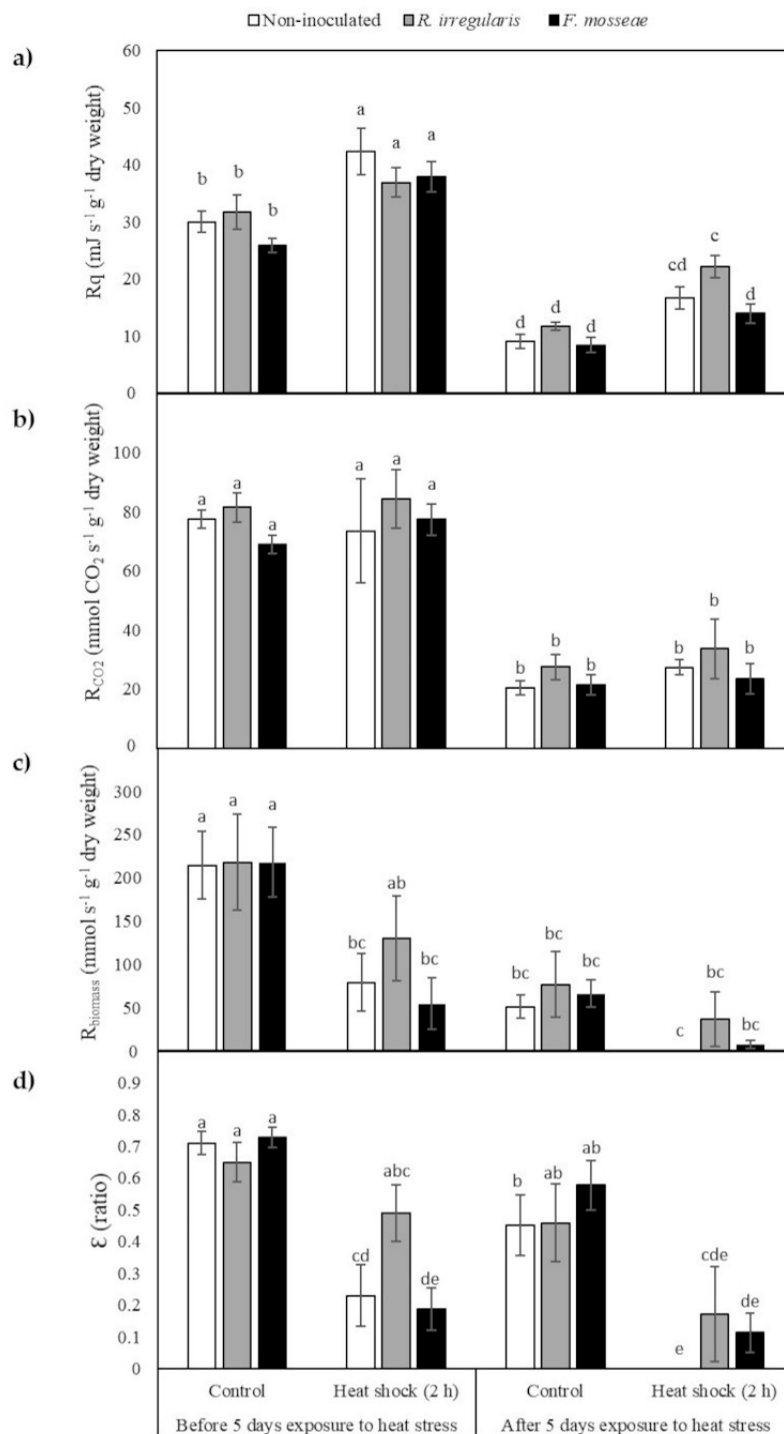 Non-inoculated R. irregularis F. mosseae
a)
Rq (mJ s⁻¹ g⁻¹ dry weight)
60
50
40
30
20
10
0
b b b
a a a
d d d
cd c d
b)
R_CO2 (mmol CO₂ s⁻¹ g⁻¹ dry weight)
100
80
60
40
20
0
a a a
a a a
b b b
b b b
c)
R_biomass (mmol s⁻¹ g⁻¹ dry weight)
300
250
200
150
100
50
0
a a a
bc ab bc
bc bc bc
c bc bc
d)
Ɛ (ratio)
0.9
0.8
0.7
0.6
0.5
0.4
0.3
0.2
0.1
0
a a a
cd abc de
b ab ab
e cde de
Control Heat shock (2 h) Control Heat shock (2 h)
Before 5 days exposure to heat stress After 5 days exposure to heat stress